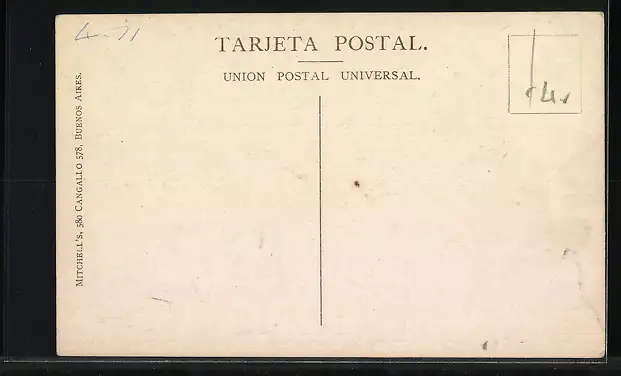 TARJETA POSTAL.
UNION POSTAL UNIVERSAL.
MITCHELL'S, 580 CANGALLO 578, BUENOS AIRES.